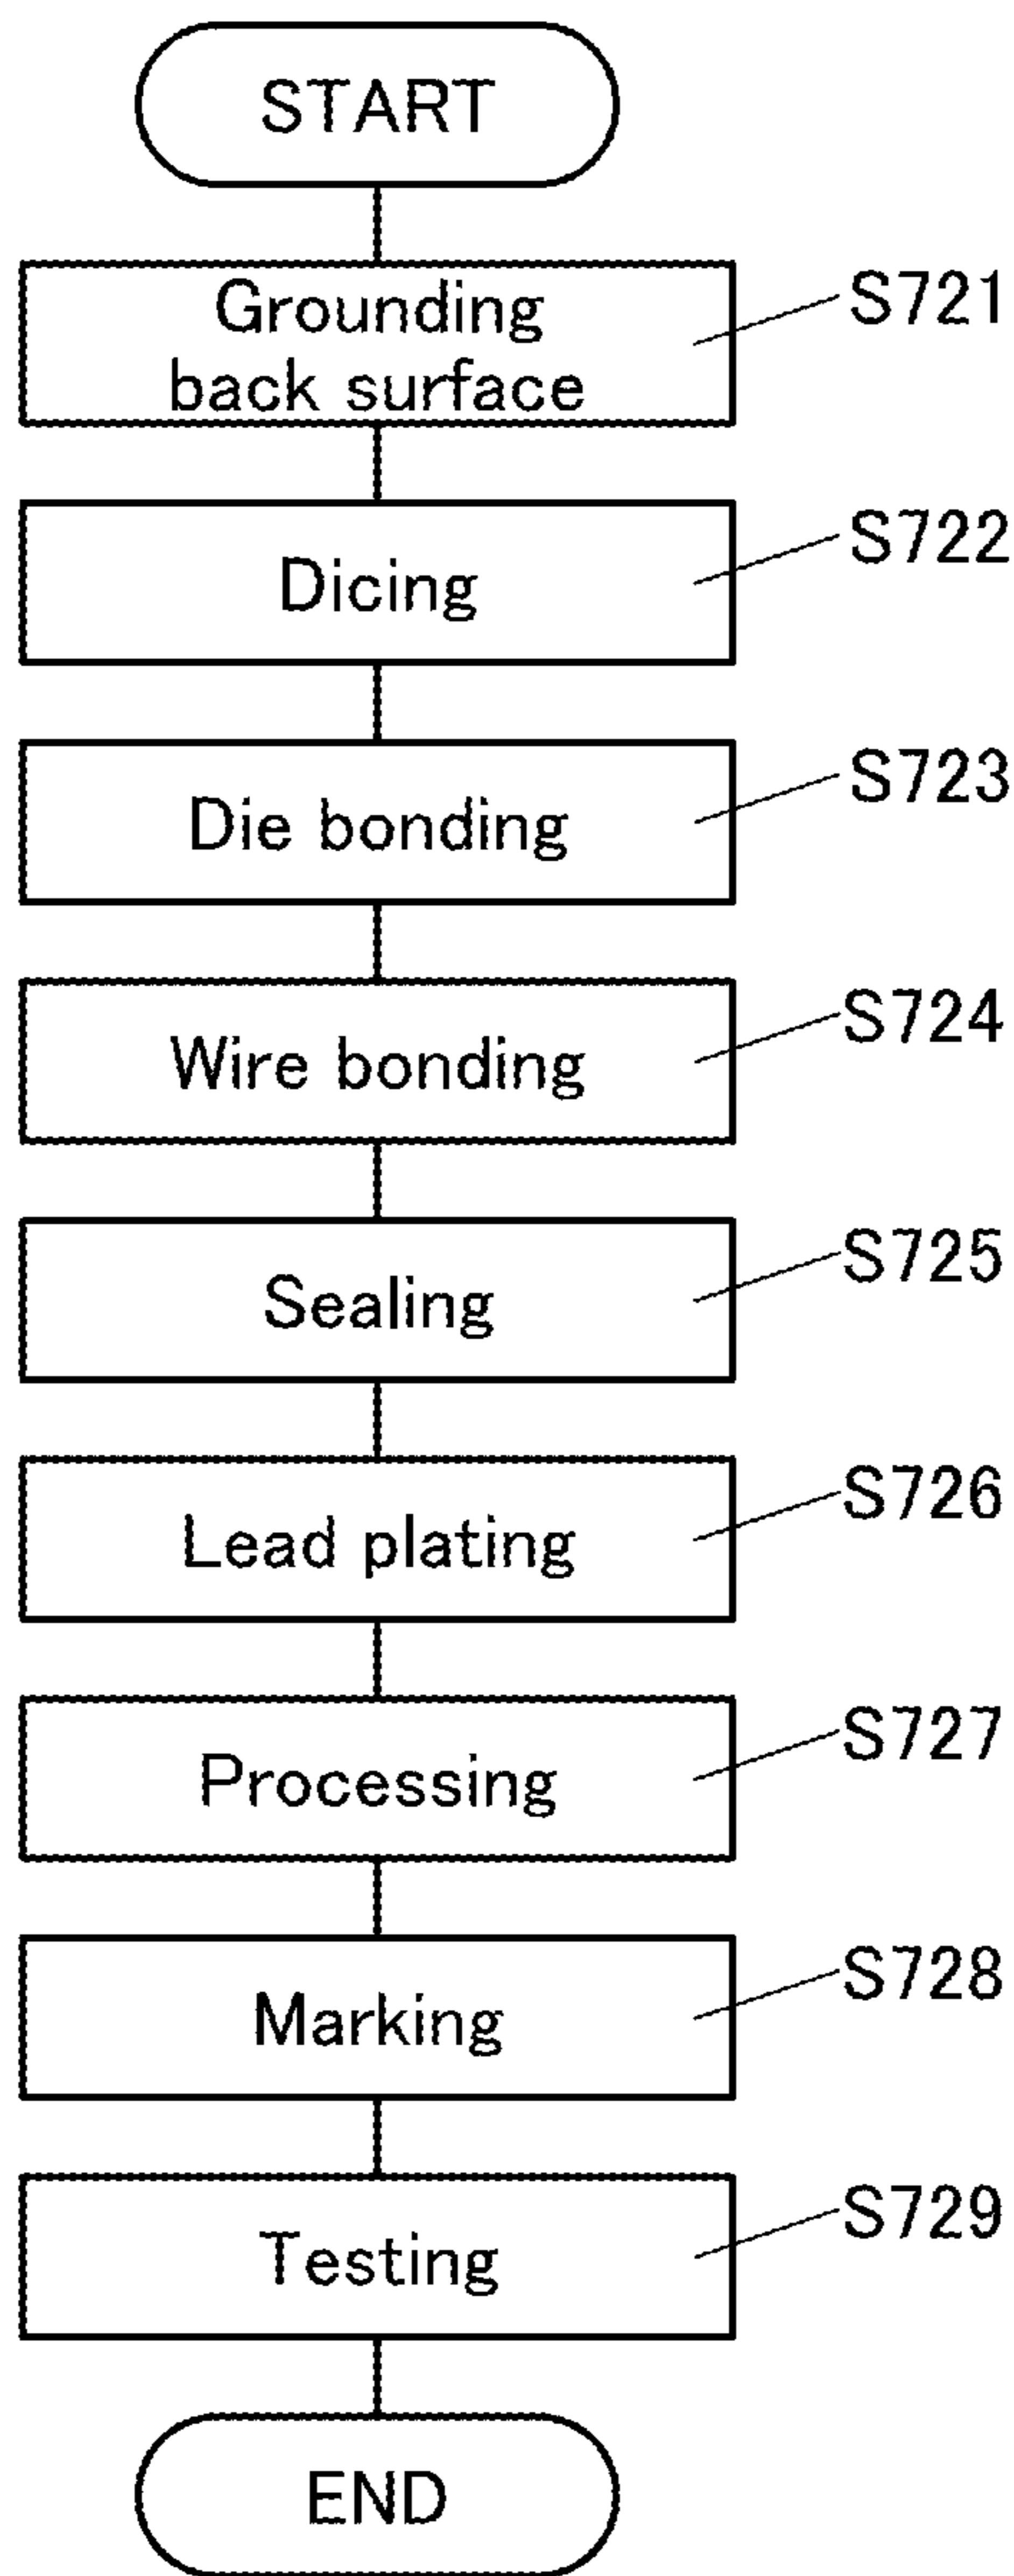 START
Grounding
back surface
S721
Dicing
S722
Die bonding
S723
Wire bonding
S724
Sealing
S725
Lead plating
S726
Processing
S727
Marking
S728
Testing
S729
END